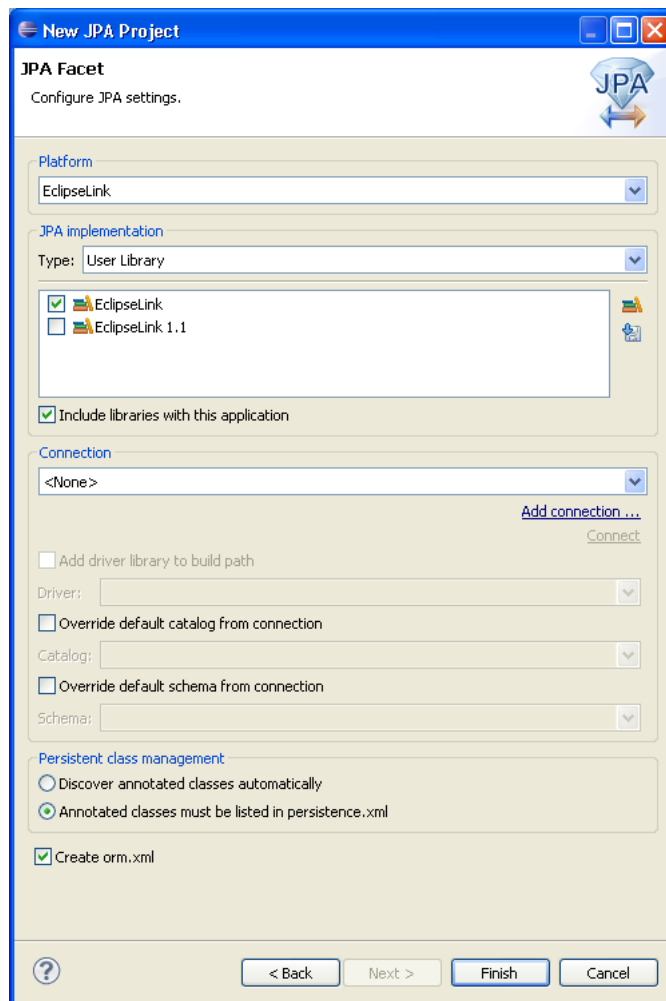 New JPA Project
JPA Facet
Configure JPA settings.
JPA
Platform
EclipseLink
JPA implementation
Type: User Library
EclipseLink
EclipseLink 1.1
Include libraries with this application
Connection
<None>
Add connection ...
Connect
Add driver library to build path
Driver:
Override default catalog from connection
Catalog:
Override default schema from connection
Schema:
Persistent class management
Discover annotated classes automatically
Annotated classes must be listed in persistence.xml
Create orm.xml
? < Back Next > Finish Cancel